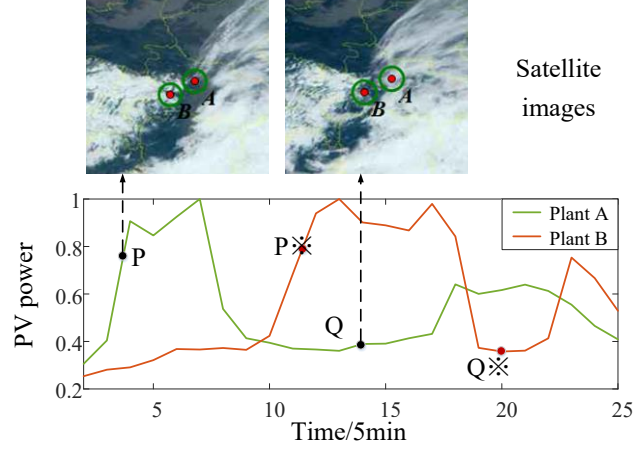 A
B
A
B
Satellite
images
1
0.8
0.6
0.4
0.2
PV power
P
P※
Q
Q※
Plant A
Plant B
5
10
15
20
25
Time/5min